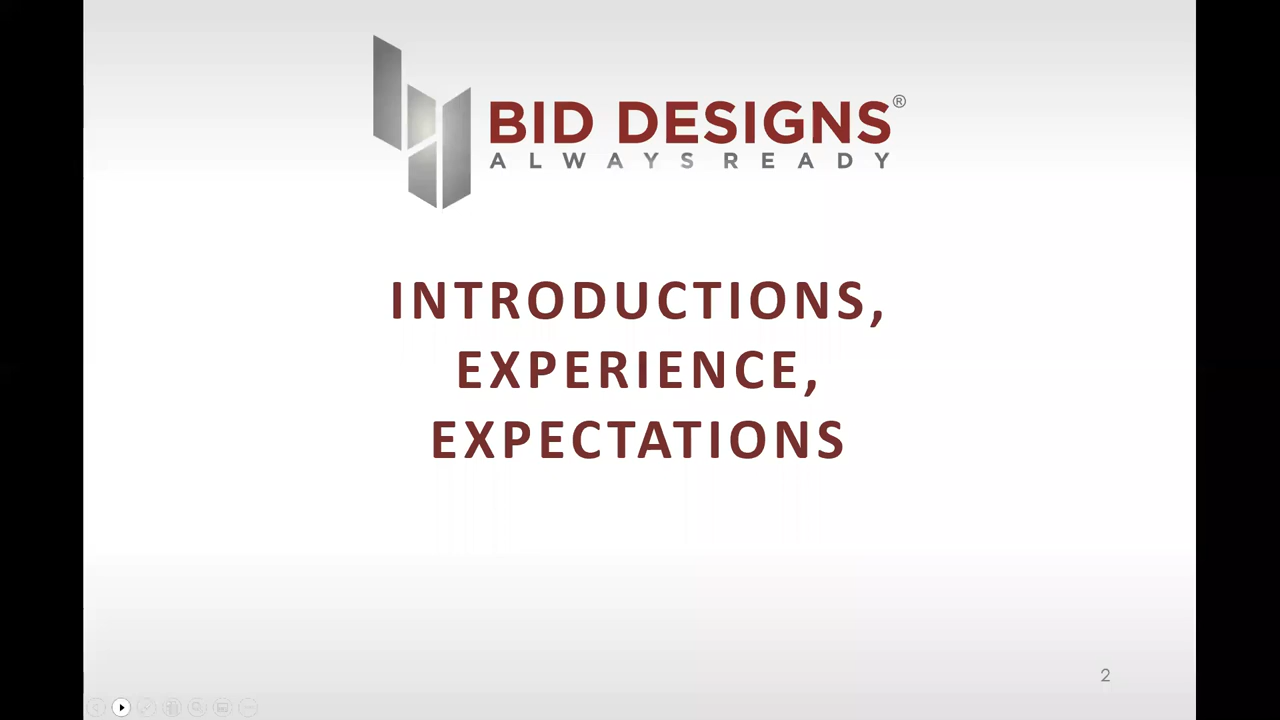 BID DESIGNS®
ALWAYS READY
INTRODUCTIONS,
EXPERIENCE,
EXPECTATIONS
2